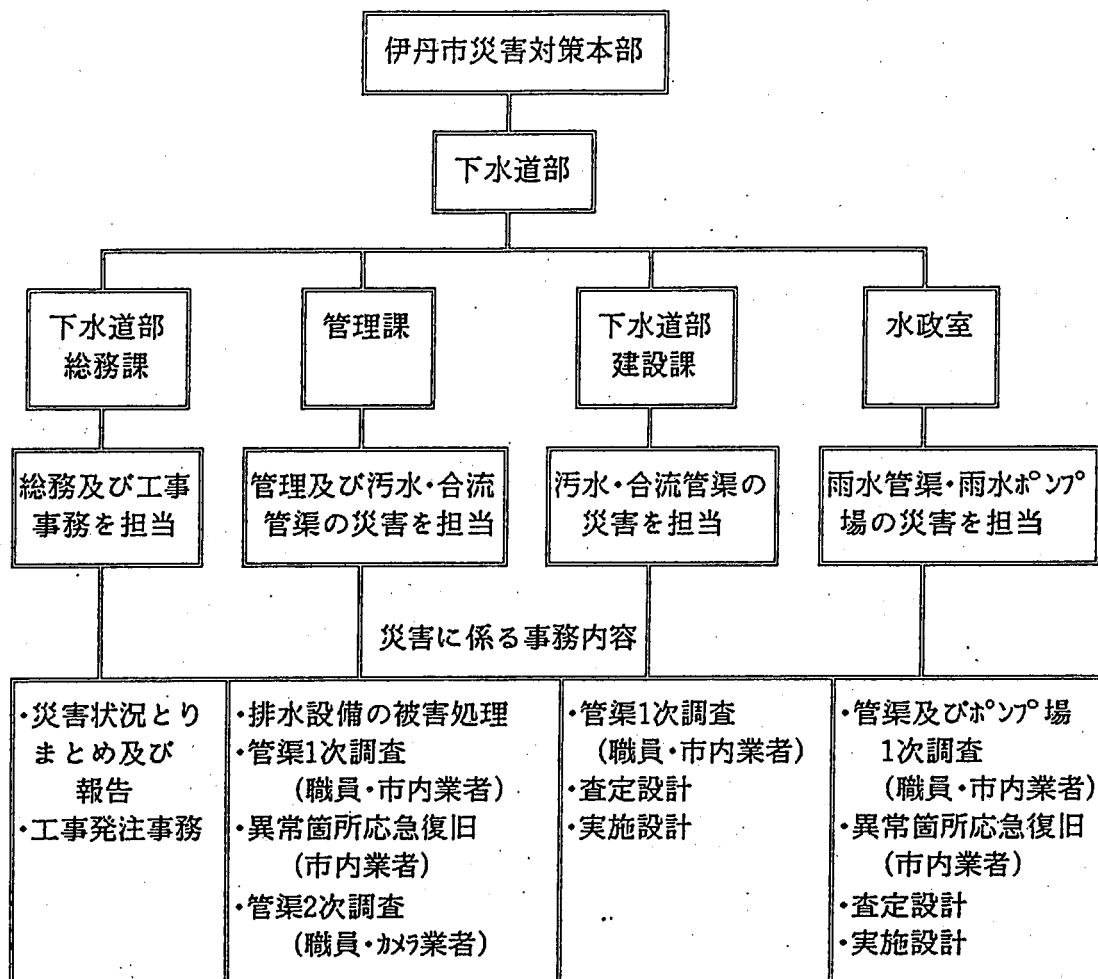 伊丹市災害対策本部
下水道部
下水道部
総務課
管理課
下水道部
建設課
水政室
総務及び工事
事務を担当
管理及び汚水・合流
管渠の災害を担当
汚水・合流管渠の
災害を担当
雨水管渠・雨水ﾎﾟﾝﾌﾟ
場の災害を担当
災害に係る事務内容
・災害状況とり
まとめ及び
報告
・工事発注事務
・排水設備の被害処理
・管渠1次調査
(職員・市内業者)
・異常箇所応急復旧
(市内業者)
・管渠2次調査
(職員・ｶﾒﾗ業者)
・管渠1次調査
(職員・市内業者)
・査定設計
・実施設計
・管渠及びﾎﾟﾝﾌﾟ場
1次調査
(職員・市内業者)
・異常箇所応急復旧
(市内業者)
・査定設計
・実施設計